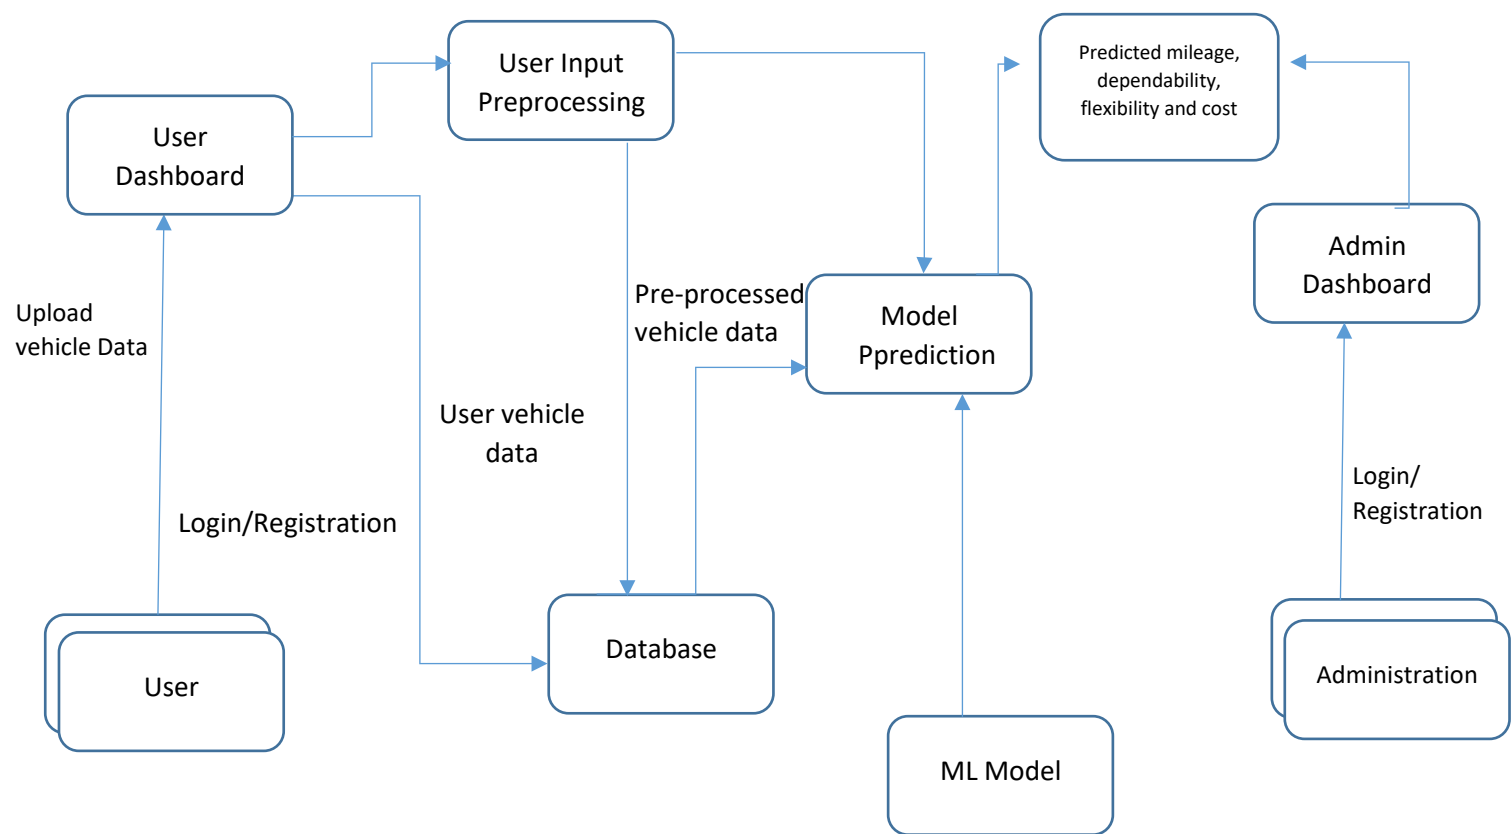 User Input
Preprocessing
Predicted mileage,
dependability,
flexibility and cost
User
Dashboard
Admin
Dashboard
Upload
vehicle Data
Pre-processed
vehicle data
Model
Pprediction
User vehicle
data
Login/Registration
Login/
Registration
User
Database
Administration
ML Model